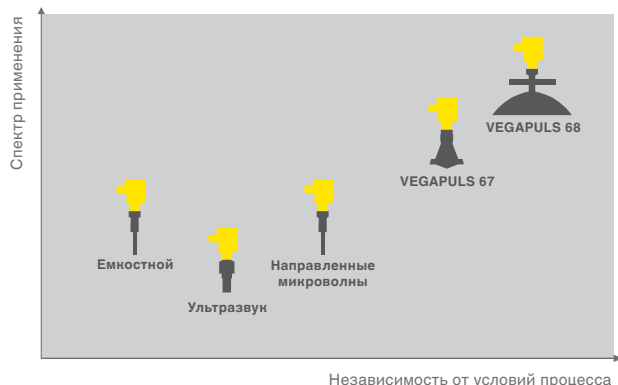 Спектр применения
VEGAPULS 68
VEGAPULS 67
Емкостной
Направленные
микроволны
Ультразвук
Независимость от условий процесса